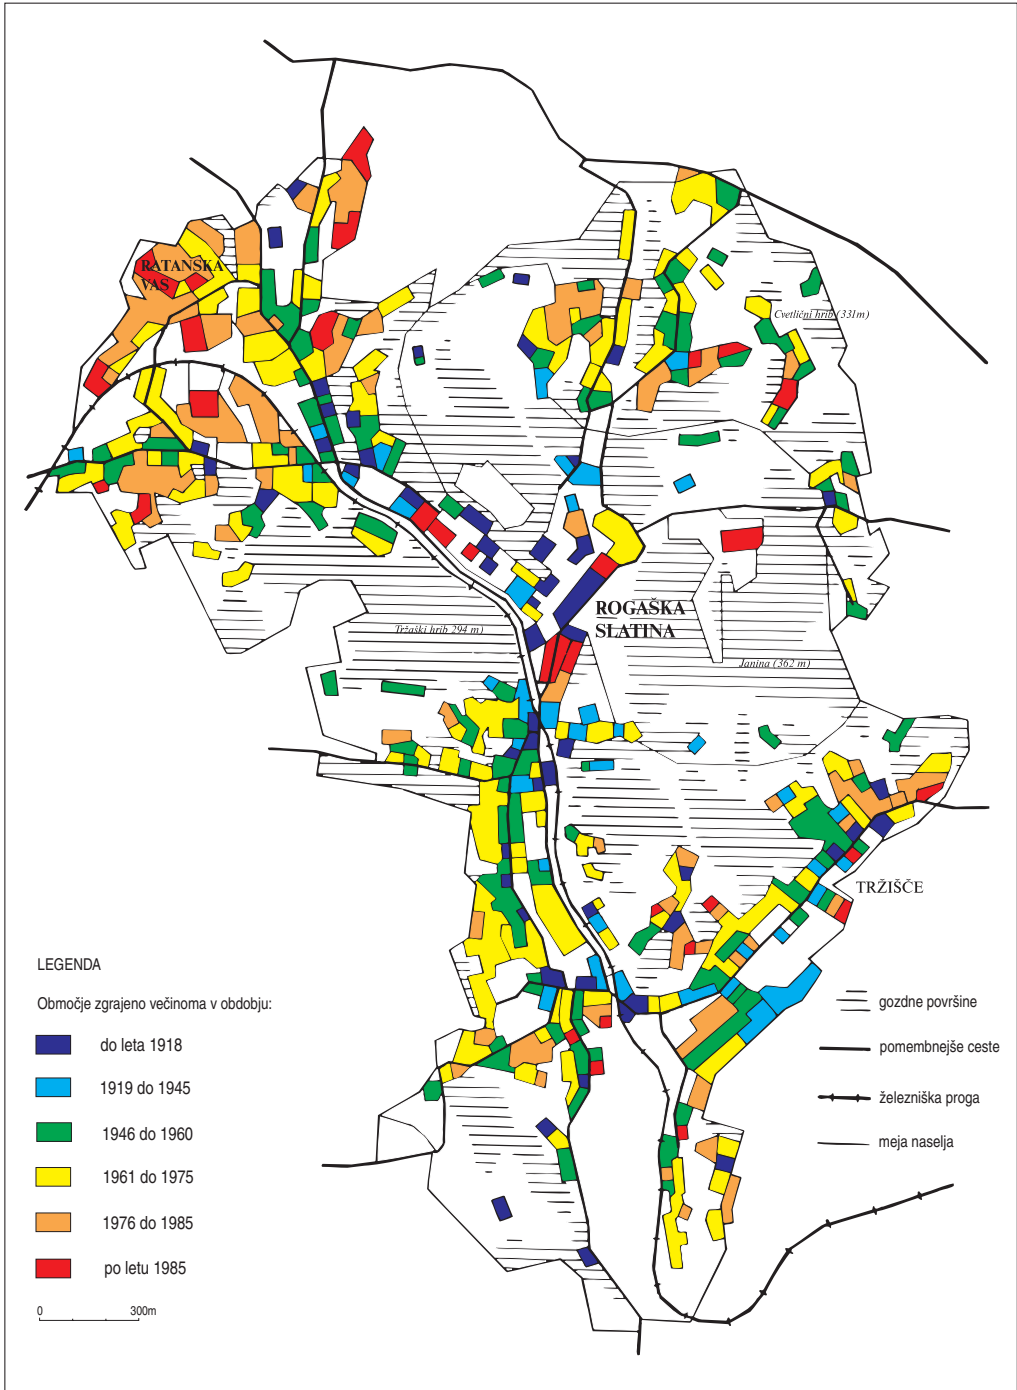 RATANSKA
VAS
Cvetlični hrib (331m)
ROGAŠKA
SLATINA
Tržaški hrib 294 m)
Janina (362 m)
TRŽIŠČE
LEGENDA
Območje zgrajeno večinoma v obdobju:
do leta 1918
1919 do 1945
1946 do 1960
1961 do 1975
1976 do 1985
po letu 1985
0 300m
gozdne površine
pomembnejše ceste
železniška proga
meja naselja